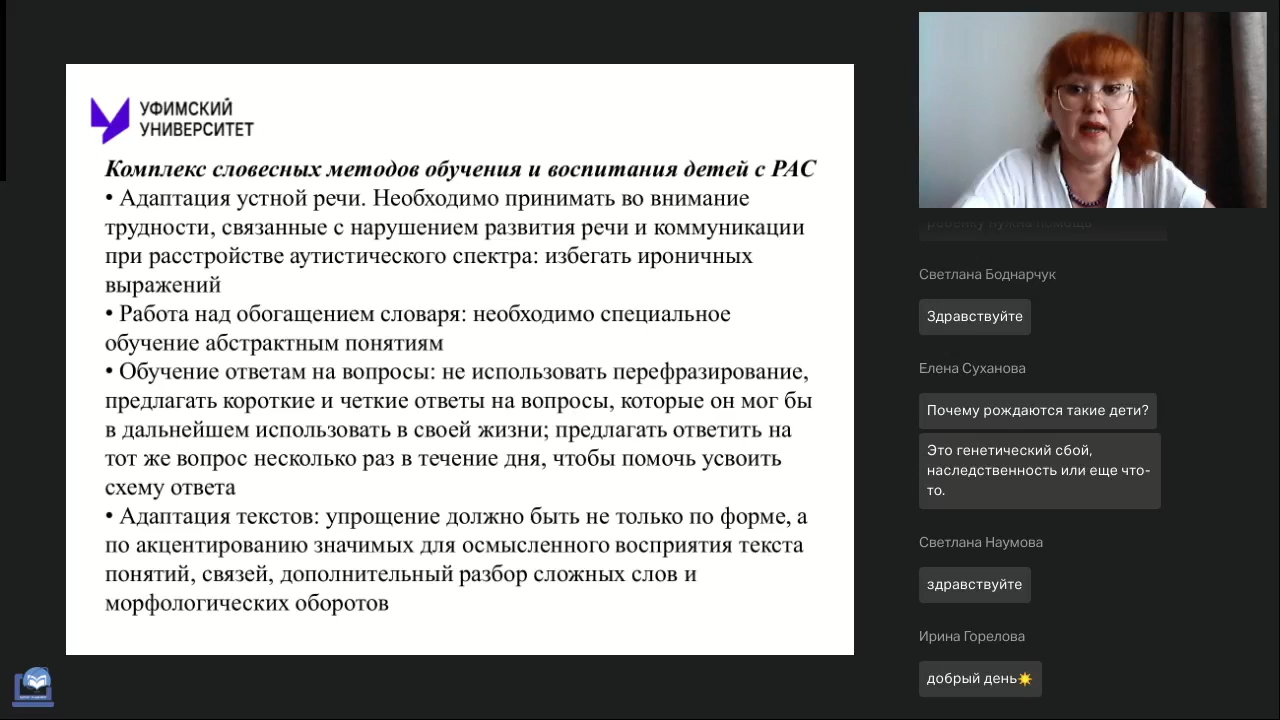 УФИМСКИЙ
УНИВЕРСИТЕТ
Комплекс словесных методов обучения и воспитания детей с РАС
• Адаптация устной речи. Необходимо принимать во внимание
трудности, связанные с нарушением развития речи и коммуникации
при расстройстве аутистического спектра: избегать ироничных
выражений
• Работа над обогащением словаря: необходимо специальное
обучение абстрактным понятиям
• Обучение ответам на вопросы: не использовать перефразирование,
предлагать короткие и четкие ответы на вопросы, которые он мог бы
в дальнейшем использовать в своей жизни; предлагать ответить на
тот же вопрос несколько раз в течение дня, чтобы помочь усвоить
схему ответа
• Адаптация текстов: упрощение должно быть не только по форме, а
по акцентированию значимых для осмысленного восприятия текста
понятий, связей, дополнительный разбор сложных слов и
морфологических оборотов
ребенку нужна помощь
Светлана Боднарчук
Здравствуйте
Елена Суханова
Почему рождаются такие дети?
Это генетический сбой,
наследственность или еще что-
то.
Светлана Наумова
здравствуйте
Ирина Горелова
добрый день☀️